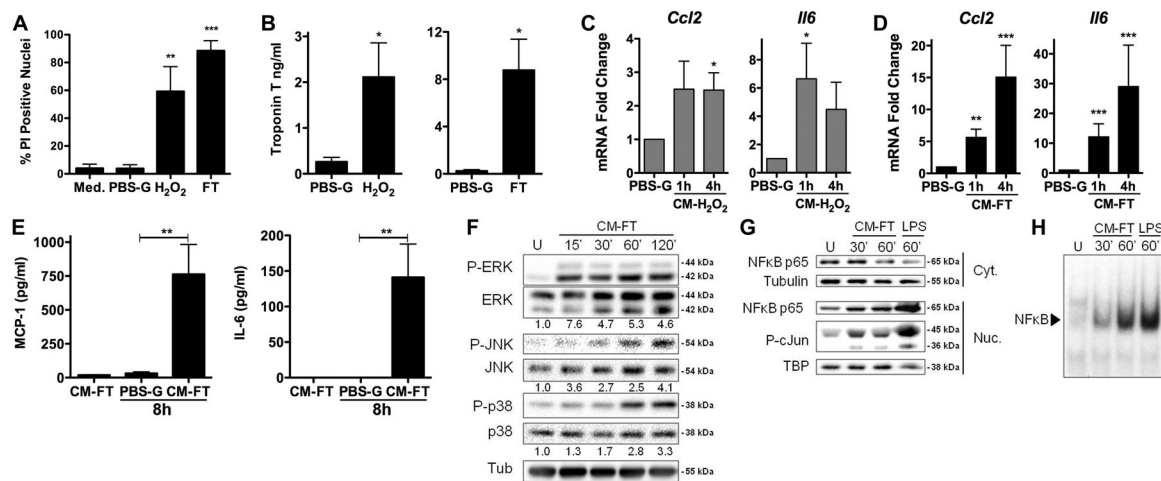 A
% PI Positive Nuclei
100
80
60
40
20
0
**
***
Med. PBS-G H2O2 FT
B
Troponin T ng/ml
3
2
1
0
*
PBS-G H2O2
12
8
4
0
*
PBS-G FT
C
Ccl2
mRNA Fold Change
4
3
2
1
0
*
PBS-G 1h 4h
CM-H2O2
Il6
10
8
6
4
2
0
*
PBS-G 1h 4h
CM-H2O2
D
Ccl2
mRNA Fold Change
25
20
15
10
5
0
**
***
PBS-G 1h 4h
CM-FT
Il6
50
40
30
20
10
0
***
***
PBS-G 1h 4h
CM-FT
E
MCP-1 (pg/ml)
1000
750
500
250
0
**
CM-FT PBS-G CM-FT
8h
IL-6 (pg/ml)
200
150
100
50
0
**
CM-FT PBS-G CM-FT
8h
F
CM-FT
U 15' 30' 60' 120'
P-ERK
44 kDa
42 kDa
ERK
44 kDa
42 kDa
1.0 7.6 4.7 5.3 4.6
P-JNK
54 kDa
JNK
54 kDa
1.0 3.6 2.7 2.5 4.1
P-p38
38 kDa
p38
38 kDa
1.0 1.3 1.7 2.8 3.3
Tub
55 kDa
G
CM-FT LPS
U 30' 60' 60'
NFκB p65
65 kDa
Tubulin
55 kDa
Cyt.
NFκB p65
65 kDa
P-cJun
45 kDa
36 kDa
TBP
38 kDa
Nuc.
H
CM-FT LPS
U 30' 60' 60'
NFκB